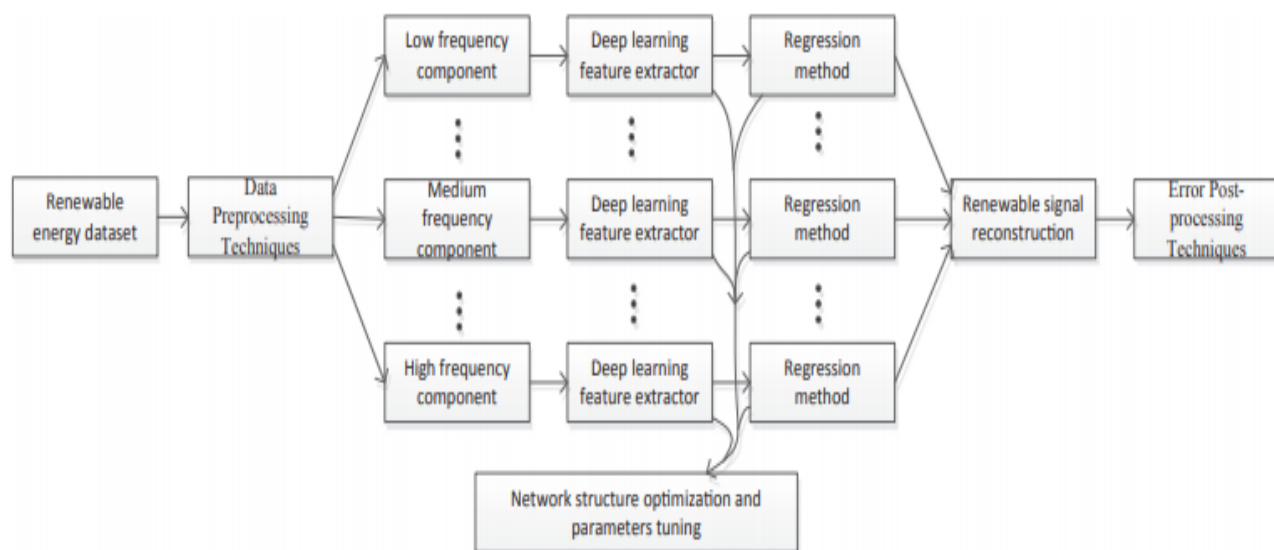 Low frequency
component
Deep learning
feature extractor
Regression
method
Renewable
energy dataset
Data
Preprocessing
Techniques
Medium
frequency
component
Deep learning
feature extractor
Regression
method
Renewable signal
reconstruction
Error Post-
processing
Techniques
High frequency
component
Deep learning
feature extractor
Regression
method
Network structure optimization and
parameters tuning